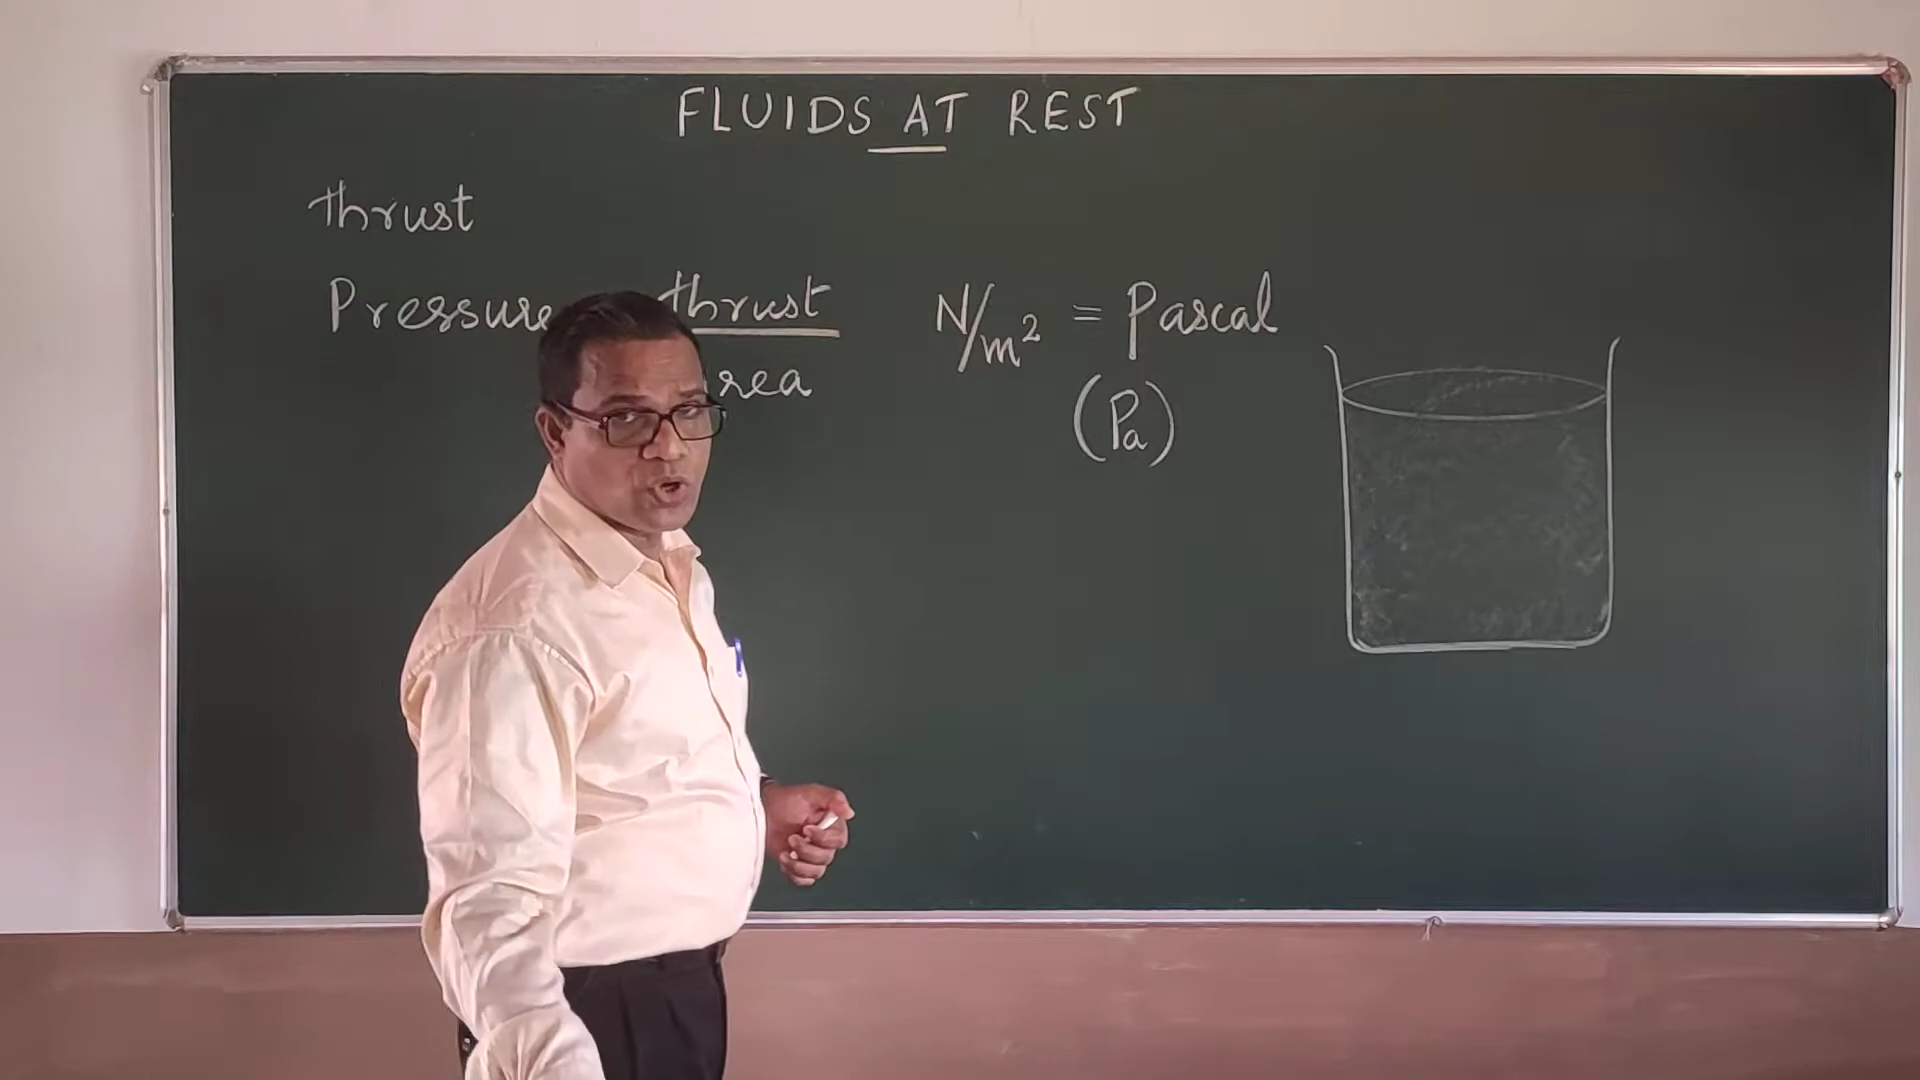 FLUIDS AT REST
Thrust
Pressure thrust
N/m² = Pascal
(Pa)